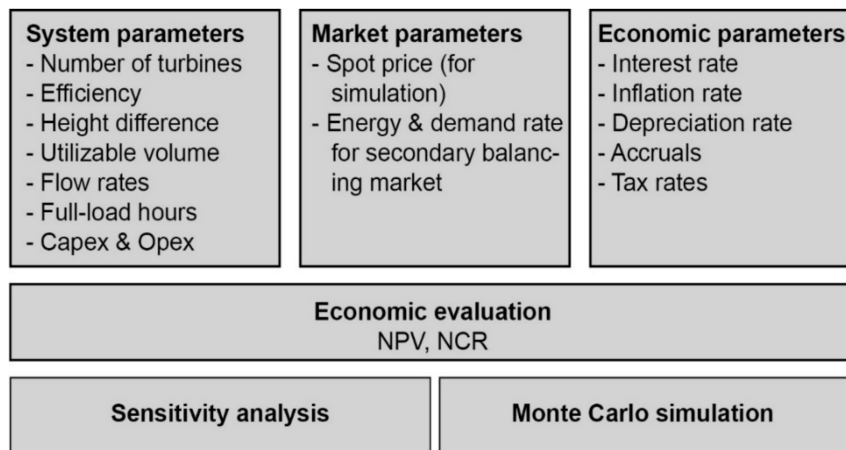 System parameters
- Number of turbines
- Efficiency
- Height difference
- Utilizable volume
- Flow rates
- Full-load hours
- Capex & Opex
Market parameters
- Spot price (for
simulation)
- Energy & demand rate
for secondary balanc-
ing market
Economic parameters
- Interest rate
- Inflation rate
- Depreciation rate
- Accruals
- Tax rates
Economic evaluation
NPV, NCR
Sensitivity analysis
Monte Carlo simulation